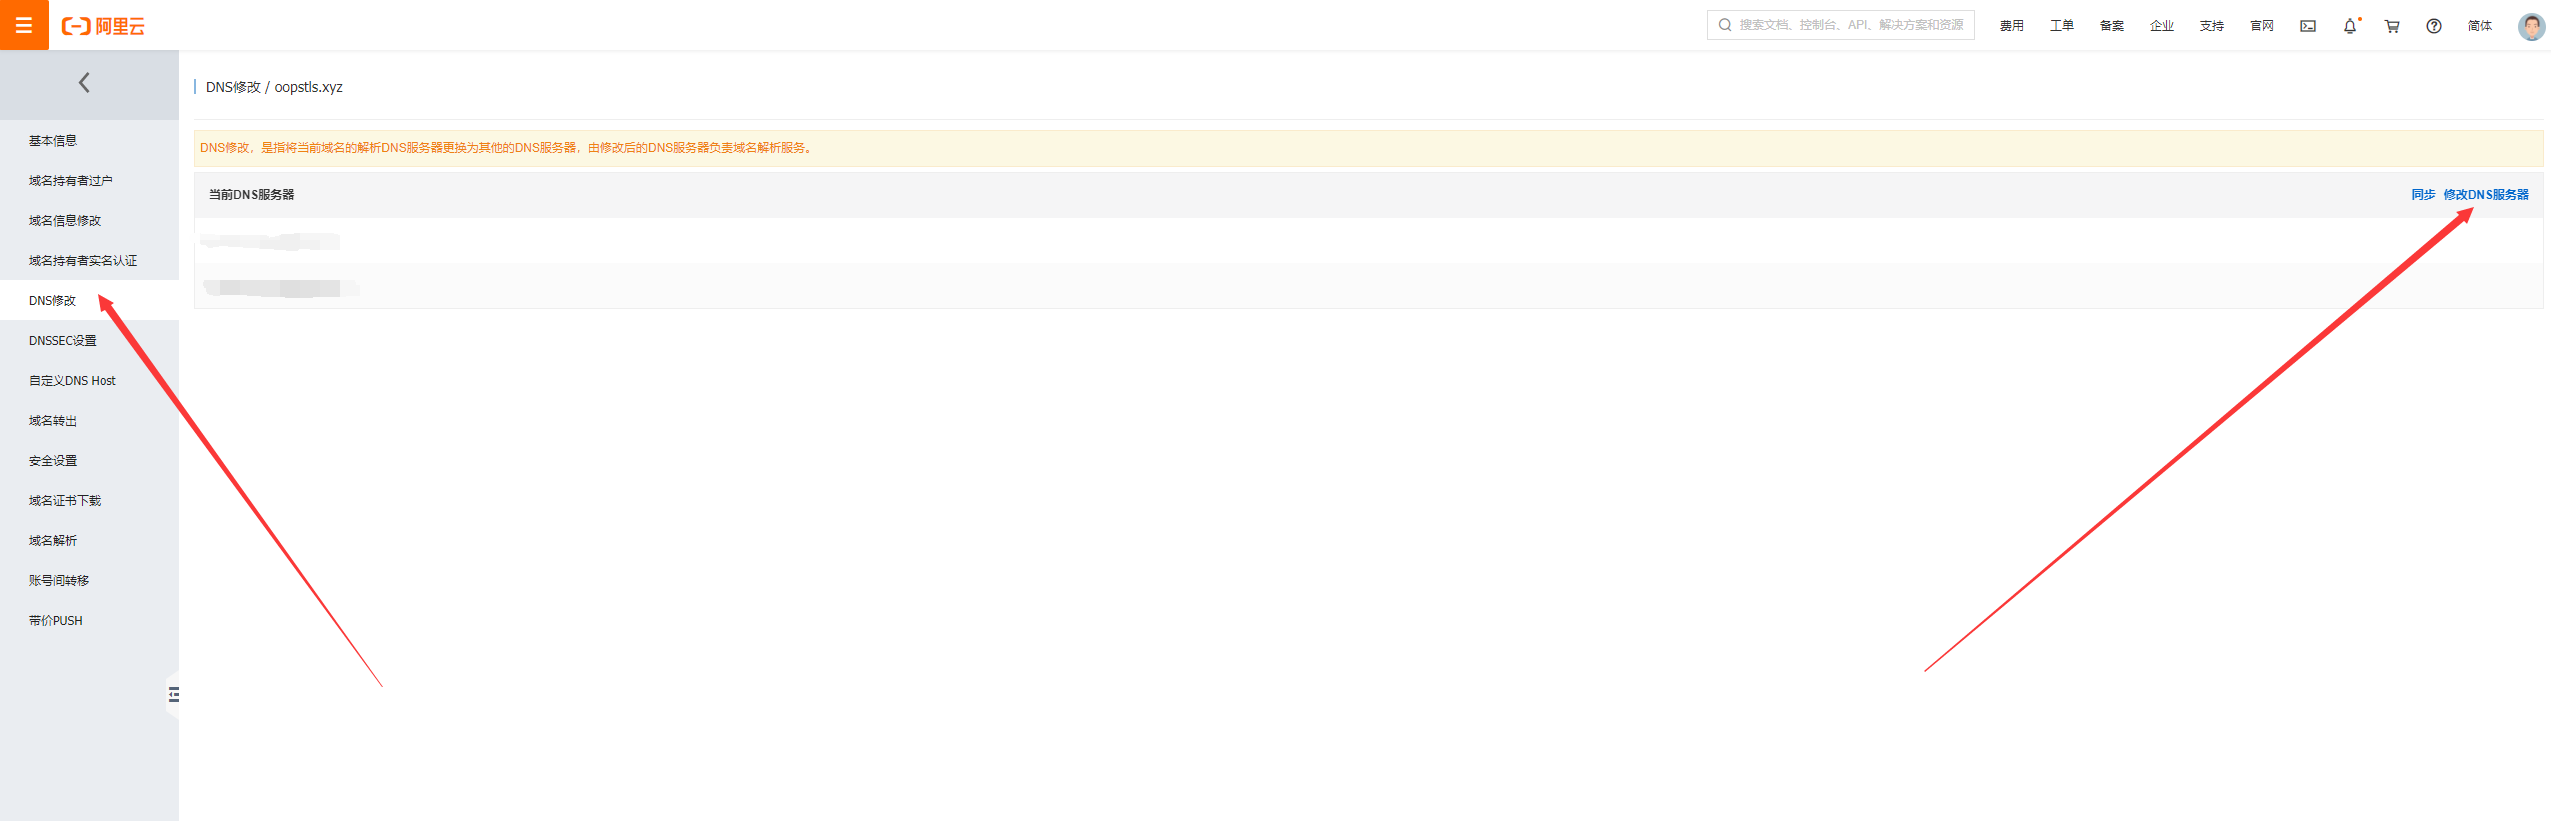 阿里云
搜索文档、控制台、API、解决方案和资源 费用 工单 备案 企业 支持 官网 简体
DNS修改 / oopstls.xyz
基本信息
域名持有者过户
域名信息修改
域名持有者实名认证
DNS修改
DNSSEC设置
自定义DNS Host
域名转出
安全设置
域名证书下载
域名解析
账号间转移
带价PUSH
DNS修改，是指将当前域名的解析DNS服务器更换为其他的DNS服务器，由修改后的DNS服务器负责域名解析服务。
当前DNS服务器 同步 修改DNS服务器